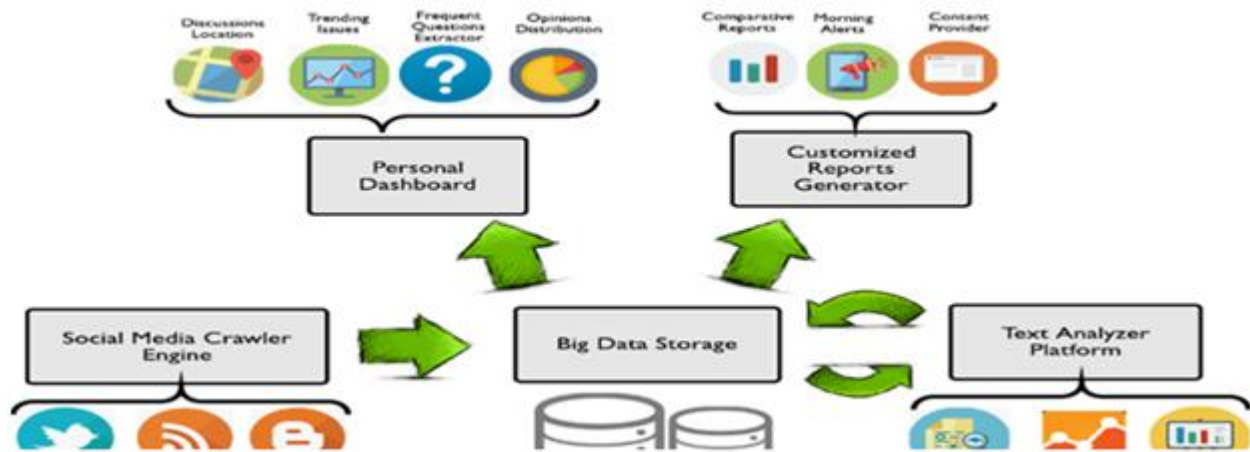 Discussions
Location
Trending
Issues
Frequent
Questions
Extractor
Opinions
Distribution
Comparative
Reports
Morning
Alerts
Content
Provider
Personal
Dashboard
Customized
Reports
Generator
Social Media Crawler
Engine
Big Data Storage
Text Analyzer
Platform